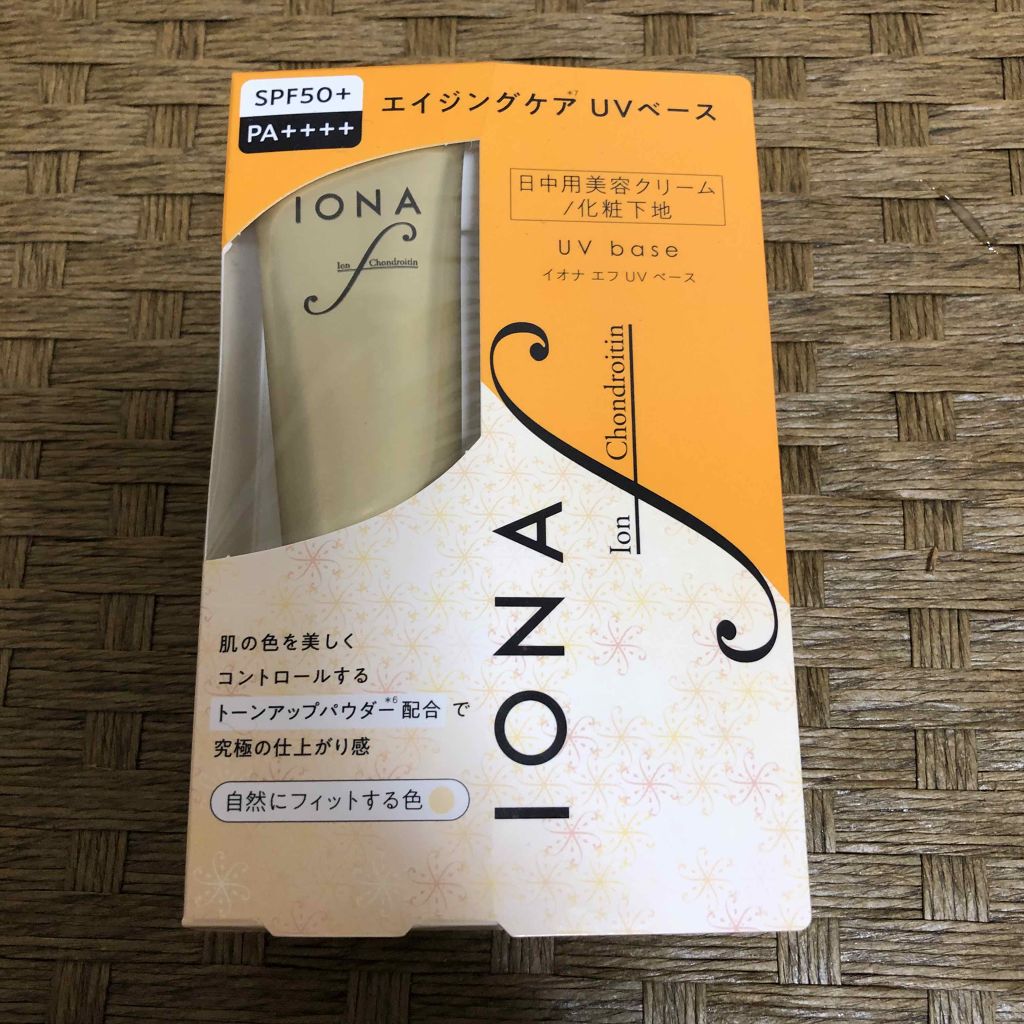 SPF50+
PA++++
エイジングケア*7 UVベース
日中用美容クリーム
/化粧下地
UV base
イオナ エフ UV ベース
IONA
f
Ion Chondroitin
Ion Chondroitin
f
IONA
肌の色を美しく
コントロールする
トーンアップパウダー*6配合 で
究極の仕上がり感
自然にフィットする色